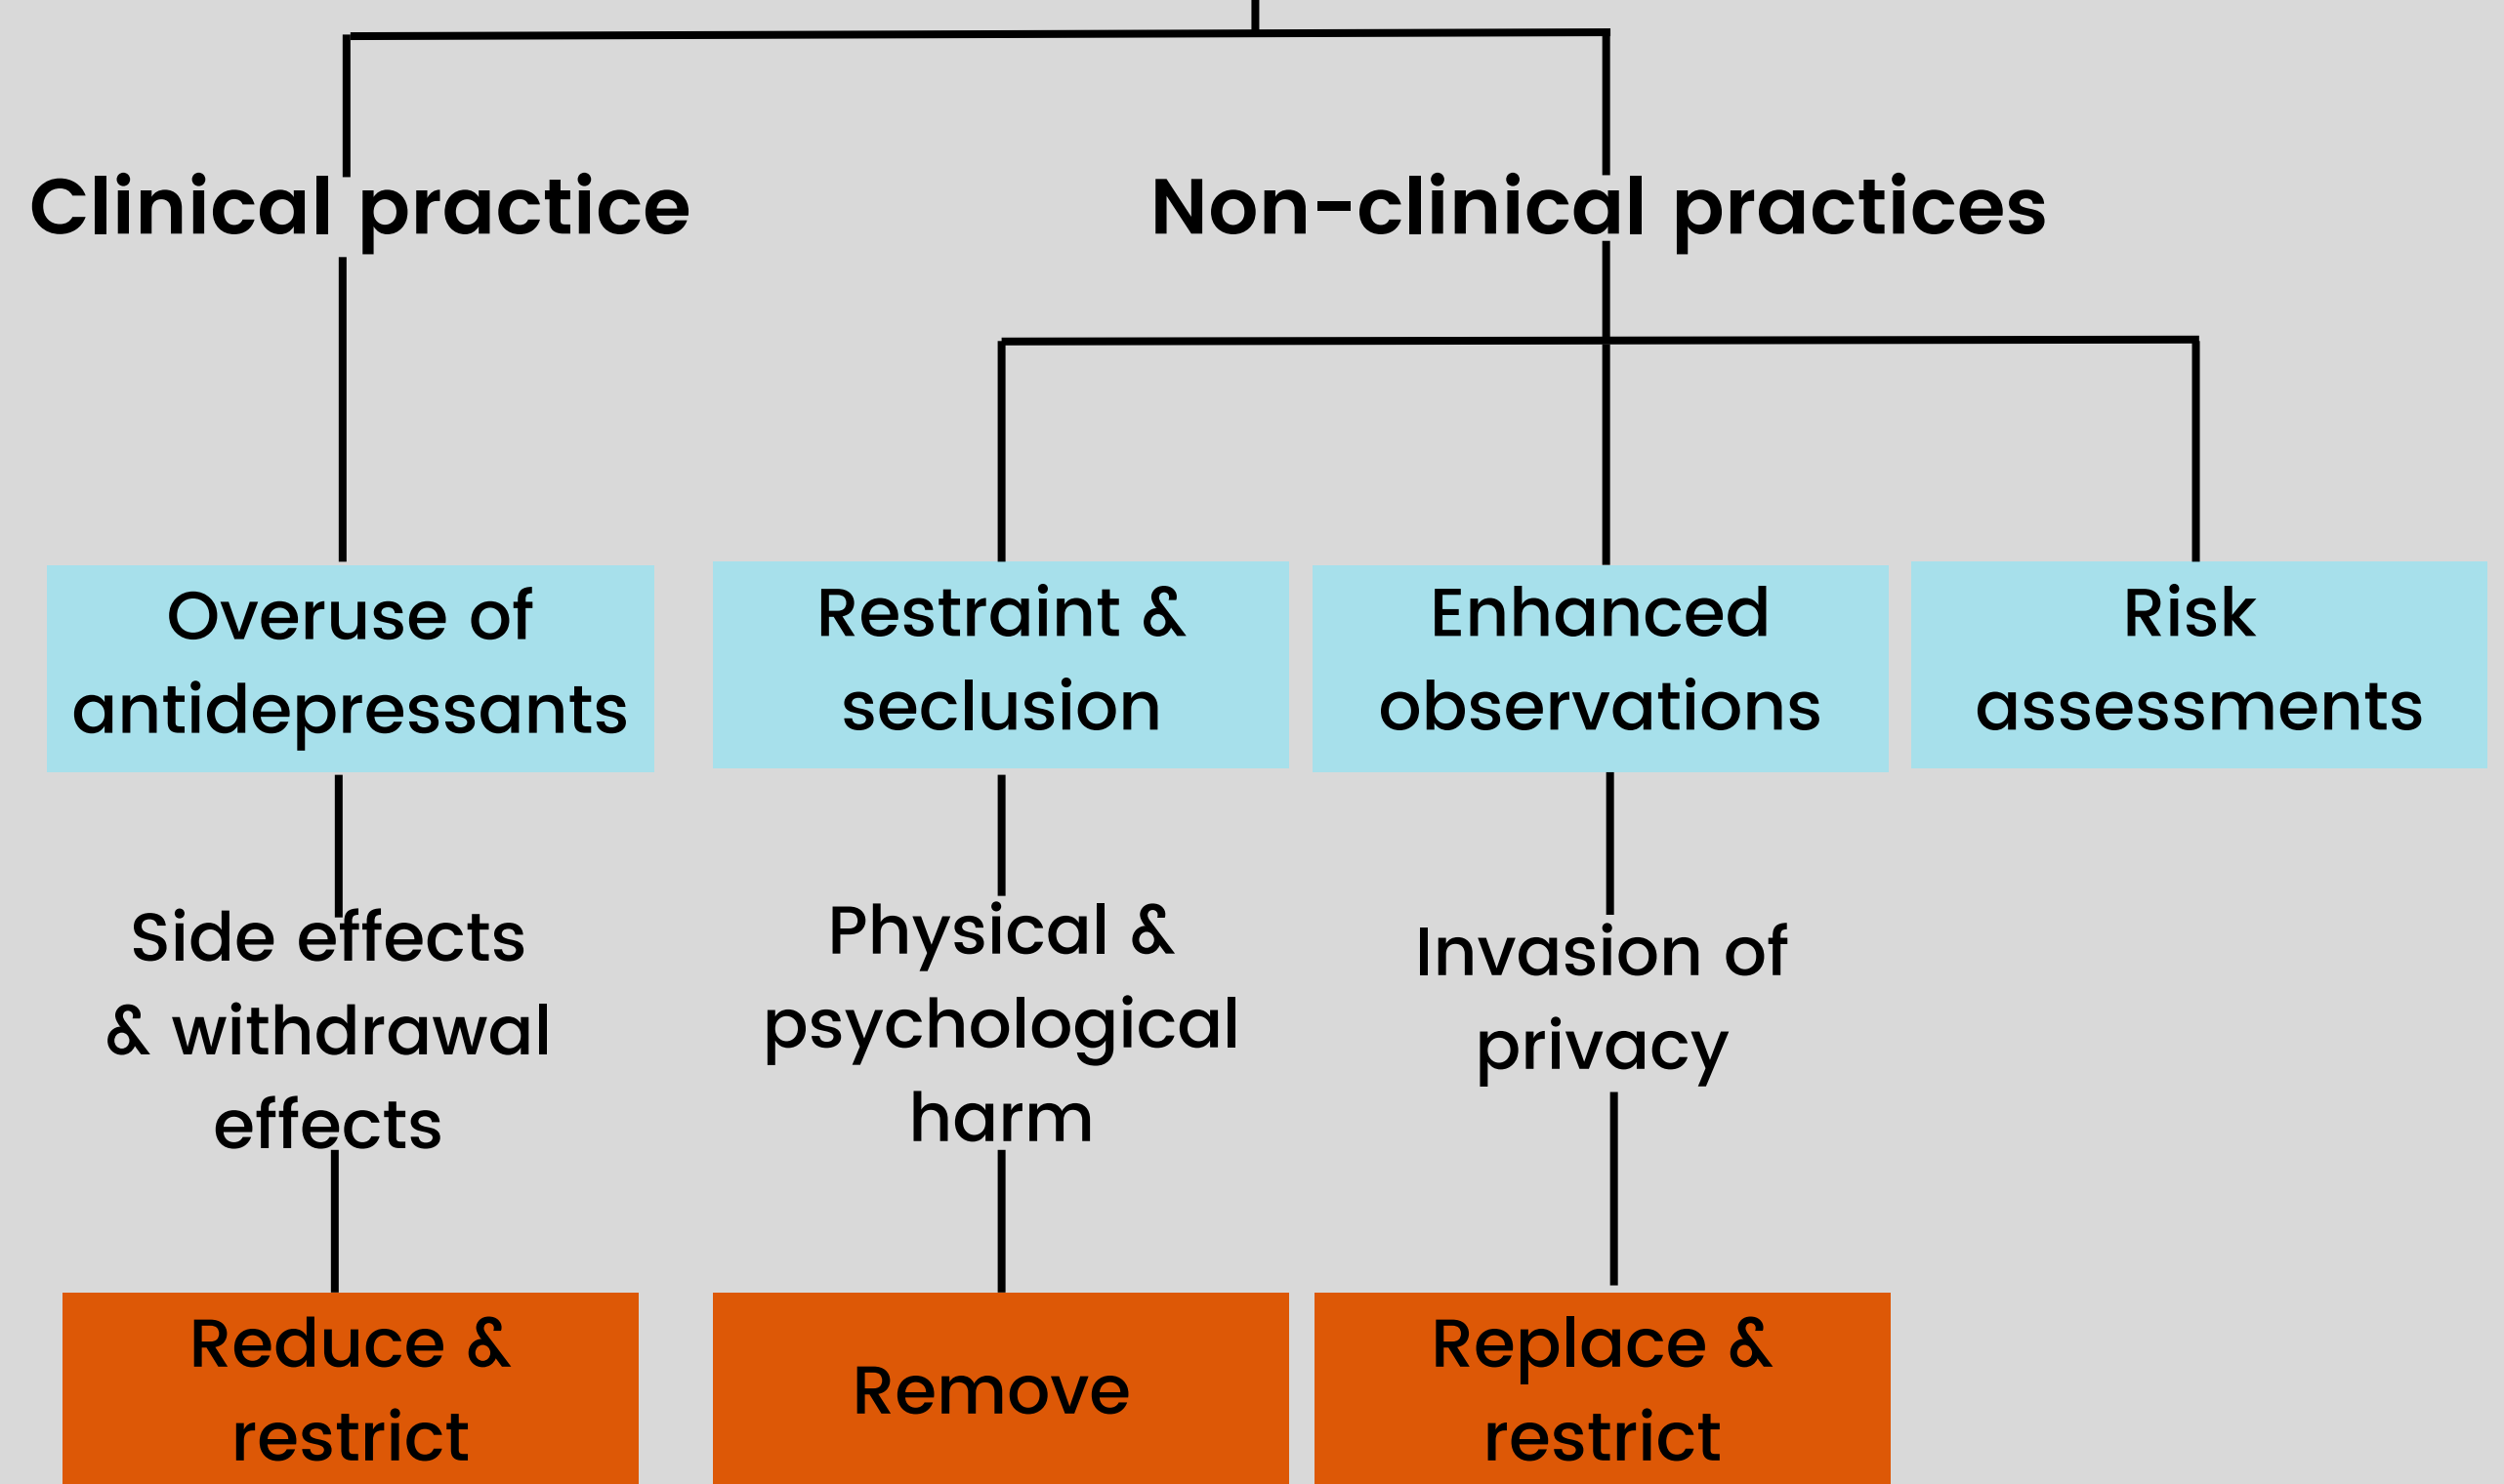 Clinical practice
Non-clinical practices
Overuse of
antidepressants
Restraint &
seclusion
Enhanced
observations
Risk
assessments
Side effects
& withdrawal
effects
Physical &
psychological
harm
Invasion of
privacy
Reduce &
restrict
Remove
Replace &
restrict